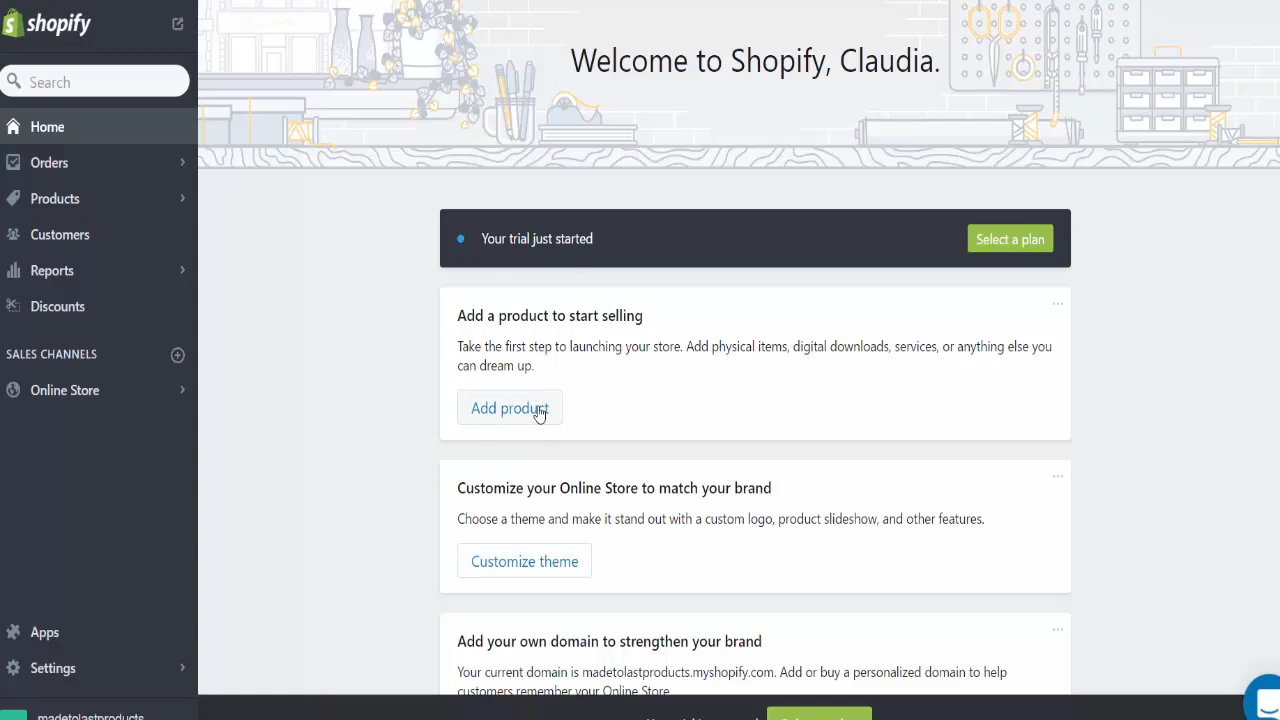 shopify
Search
Home
Orders
Products
Customers
Reports
Discounts
SALES CHANNELS
Online Store
Apps
Settings
madetolastproducts
Welcome to Shopify, Claudia.
Your trial just started
Select a plan
Add a product to start selling
Take the first step to launching your store. Add physical items, digital downloads, services, or anything else you
can dream up.
Add product
Customize your Online Store to match your brand
Choose a theme and make it stand out with a custom logo, product slideshow, and other features.
Customize theme
Add your own domain to strengthen your brand
Your current domain is madetolastproducts.myshopify.com. Add or buy a personalized domain to help
customers remember your Online Store.